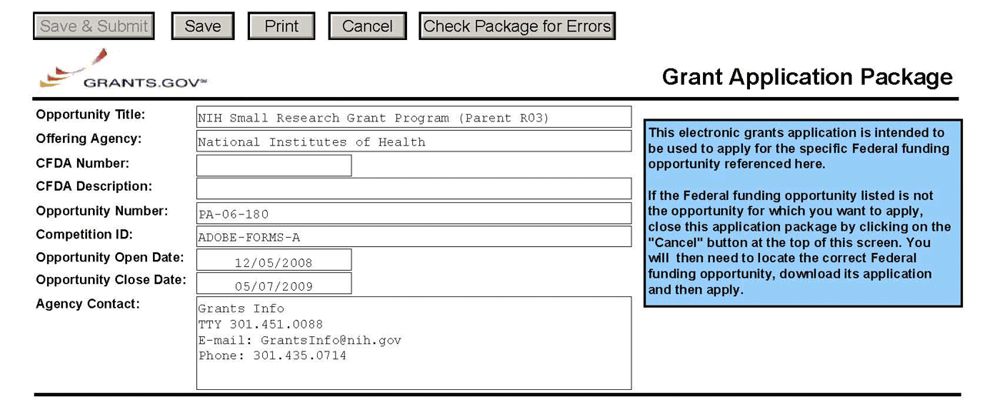 Save & Submit
Save
Print
Cancel
Check Package for Errors
GRANTS.GOV℠
Grant Application Package
Opportunity Title:
NIH Small Research Grant Program (Parent R03)
Offering Agency:
National Institutes of Health
CFDA Number:
CFDA Description:
Opportunity Number:
PA-06-180
Competition ID:
ADOBE-FORMS-A
Opportunity Open Date:
12/05/2008
Opportunity Close Date:
05/07/2009
Agency Contact:
Grants Info
TTY 301.451.0088
E-mail: GrantsInfo@nih.gov
Phone: 301.435.0714
This electronic grants application is intended to
be used to apply for the specific Federal funding
opportunity referenced here.
If the Federal funding opportunity listed is not
the opportunity for which you want to apply,
close this application package by clicking on the
"Cancel" button at the top of this screen. You
will then need to locate the correct Federal
funding opportunity, download its application
and then apply.